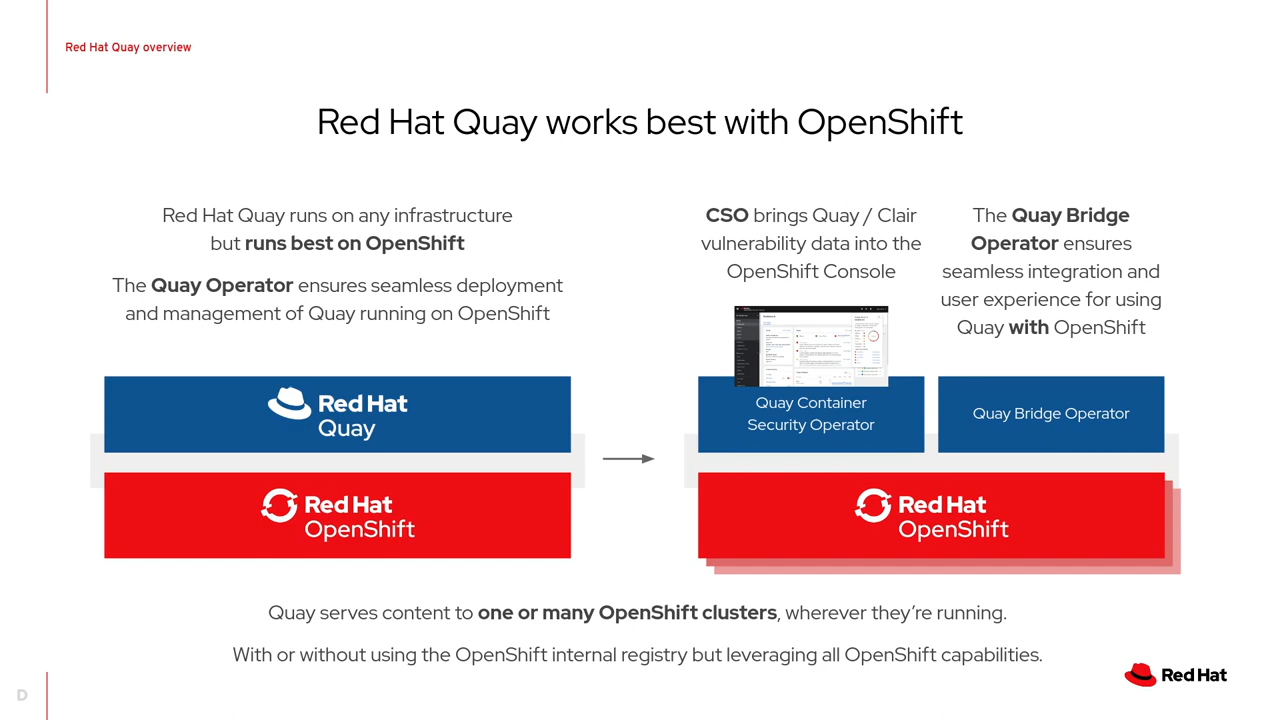 Red Hat Quay overview
Red Hat Quay works best with OpenShift
Red Hat Quay runs on any infrastructure
but runs best on OpenShift
The Quay Operator ensures seamless deployment
and management of Quay running on OpenShift
Red Hat
Quay
Red Hat
OpenShift
CSO brings Quay / Clair
vulnerability data into the
OpenShift Console
The Quay Bridge
Operator ensures
seamless integration and
user experience for using
Quay with OpenShift
Quay Container
Security Operator
Quay Bridge Operator
Red Hat
OpenShift
Quay serves content to one or many OpenShift clusters, wherever they’re running.
With or without using the OpenShift internal registry but leveraging all OpenShift capabilities.
D
Red Hat